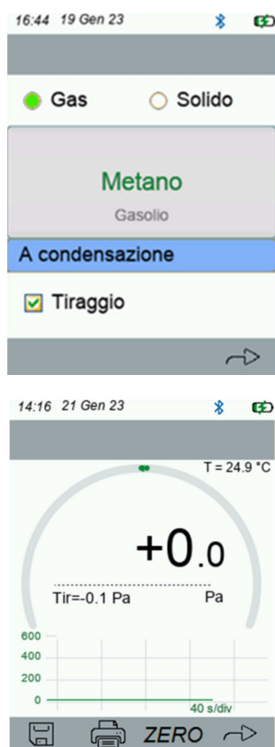 16:44 19 Gen 23
Gas Solido
Metano
Gasolio
A condensazione
Tiraggio
14:16 21 Gen 23
T = 24.9 °C
+0.0
Tir=-0.1 Pa Pa
600
400
200
0
40 s/div
ZERO